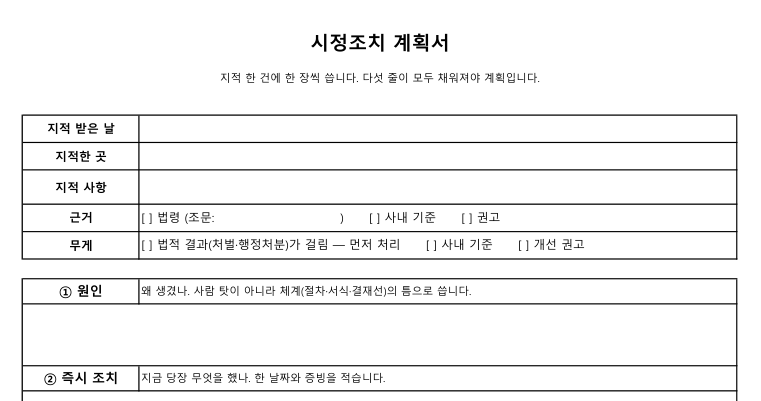 시정조치 계획서
지적 한 건에 한 장씩 씁니다. 다섯 줄이 모두 채워져야 계획입니다.
지적 받은 날
지적한 곳
지적 사항
근거 [ ] 법령 (조문: ) [ ] 사내 기준 [ ] 권고
무게 [ ] 법적 결과(처벌·행정처분)가 걸림 — 먼저 처리 [ ] 사내 기준 [ ] 개선 권고
① 원인 왜 생겼나. 사람 탓이 아니라 체계(절차·서식·결재선)의 틈으로 씁니다.
② 즉시 조치 지금 당장 무엇을 했나. 한 날짜와 증빙을 적습니다.